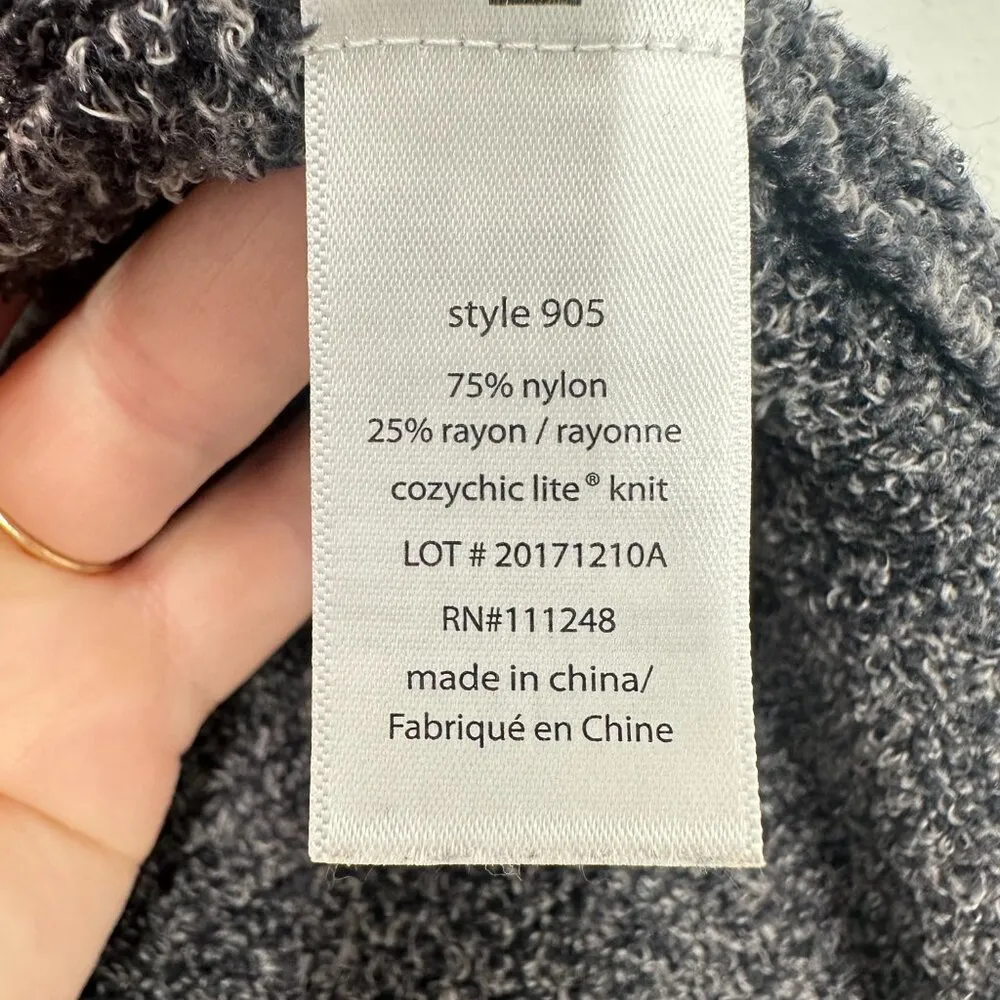 style 905
75% nylon
25% rayon / rayonne
cozychic lite® knit
LOT # 20171210A
RN#111248
made in china/
Fabriqué en Chine